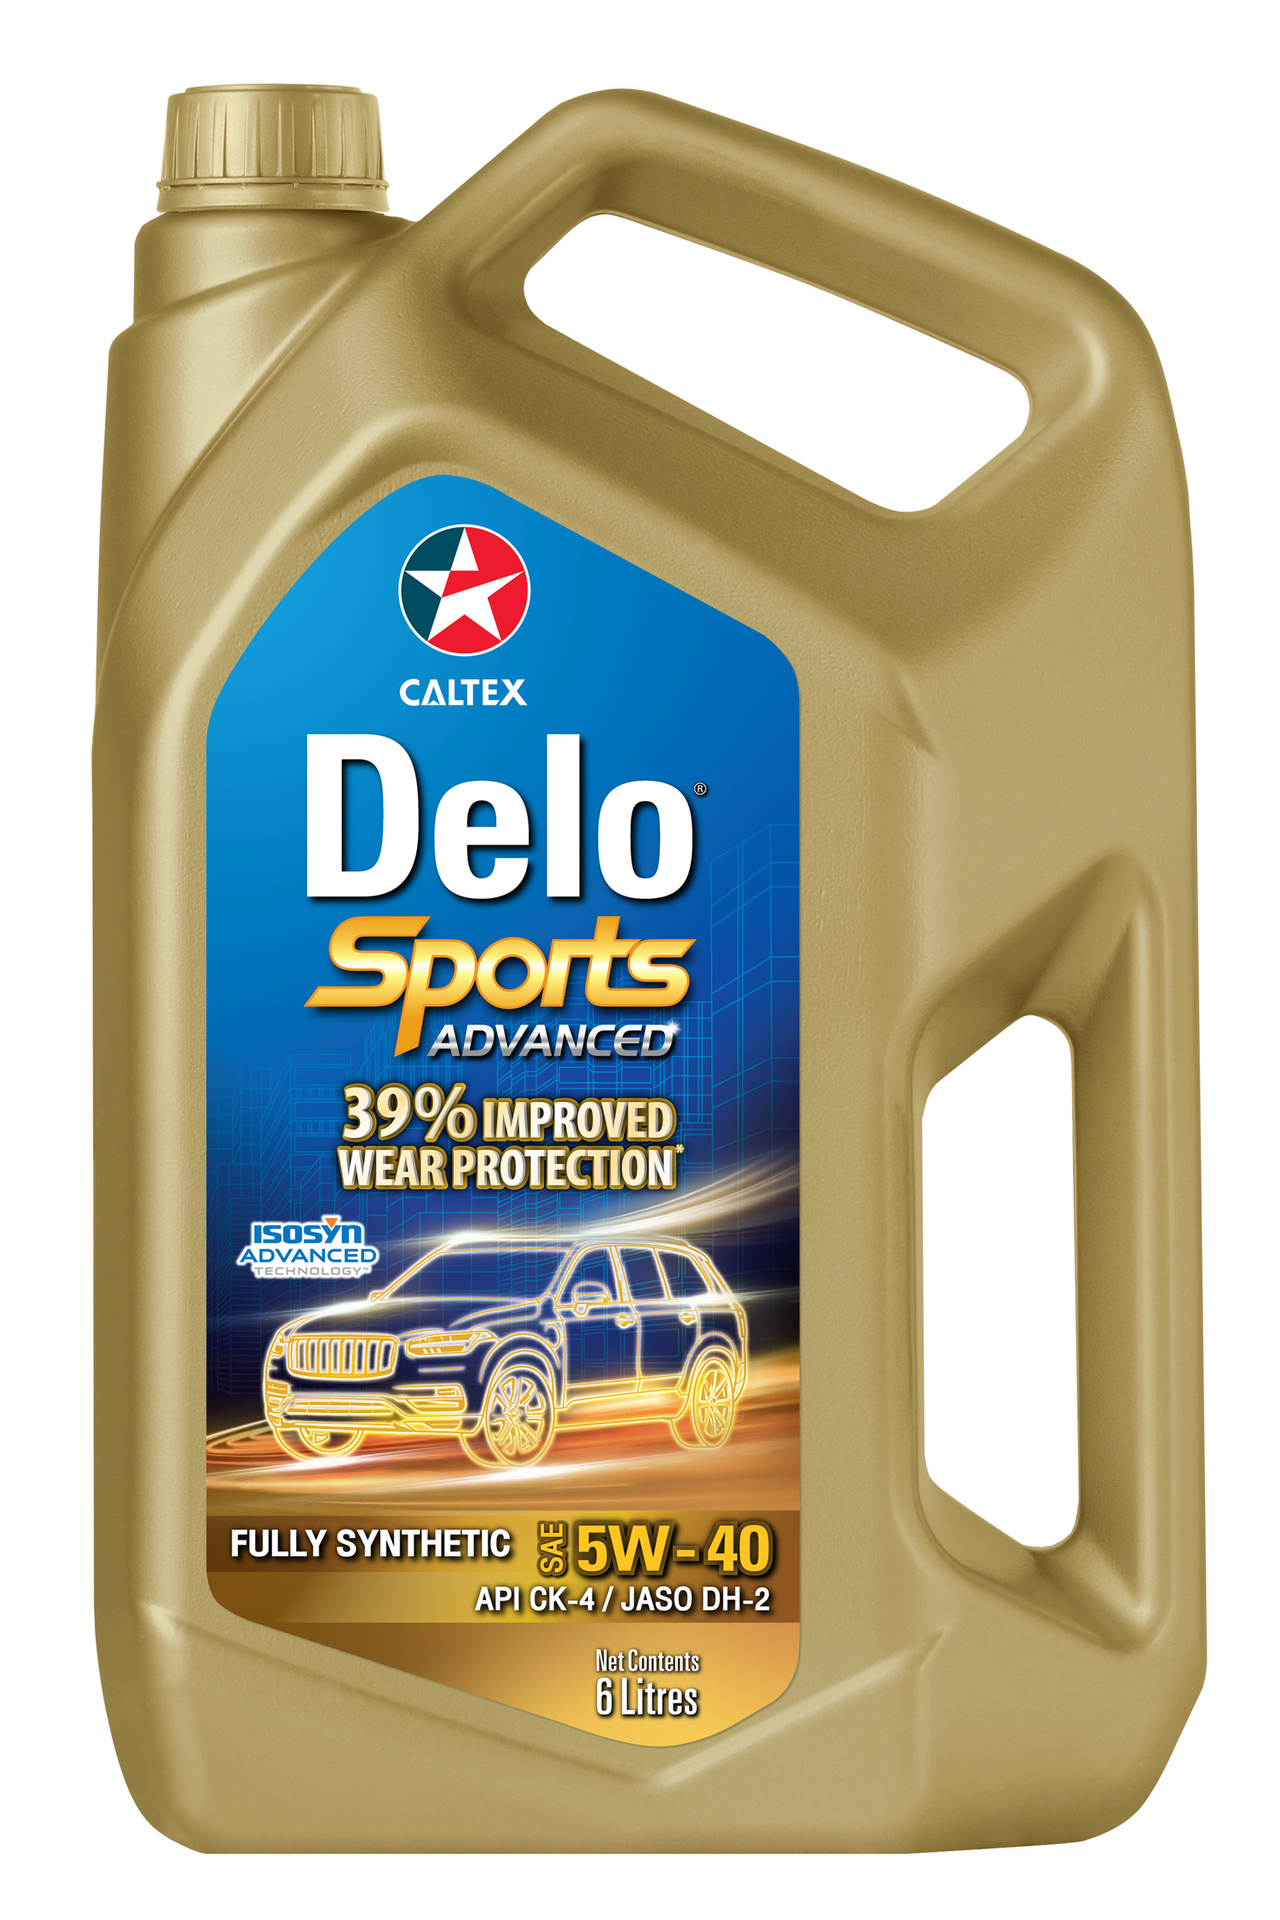 CALTEX
Delo®
Sports
ADVANCED
39% IMPROVED
WEAR PROTECTION*
ISOSYN
ADVANCED
TECHNOLOGY™
FULLY SYNTHETIC SAE 5W-40
API CK-4 / JASO DH-2
Net Contents
6 Litres